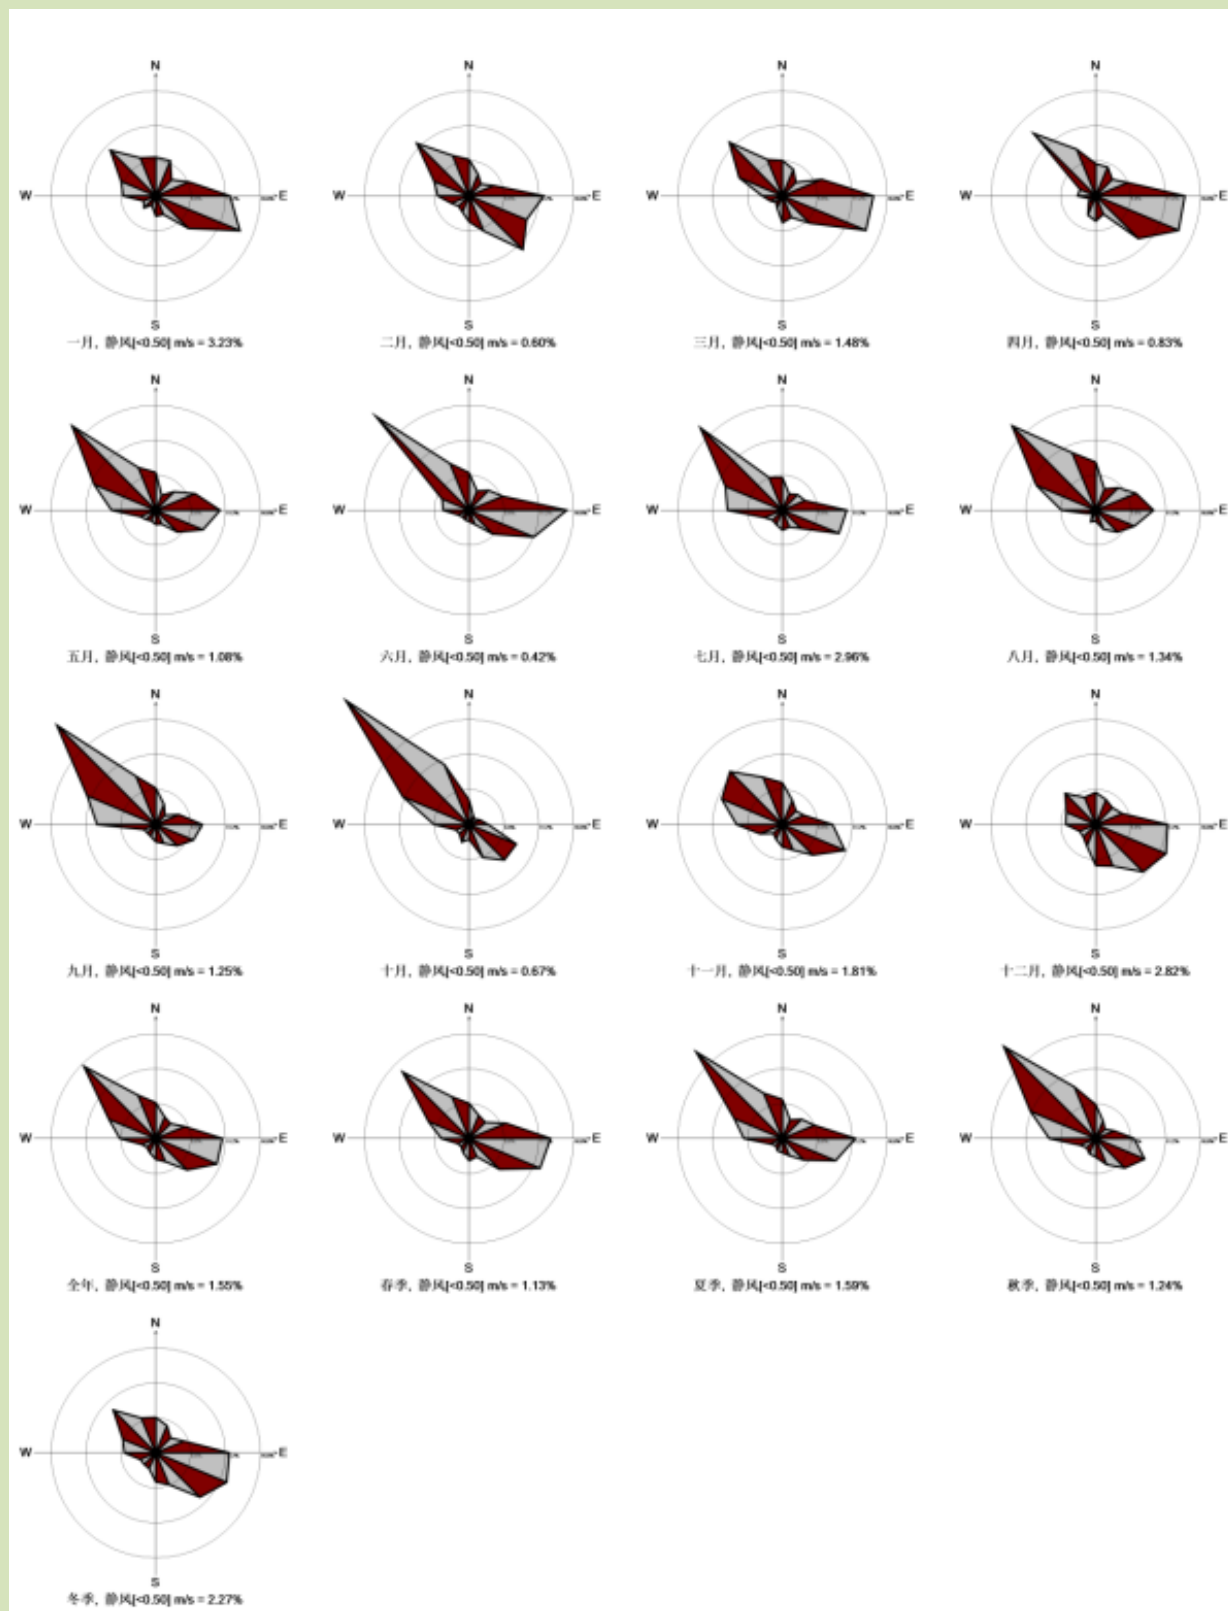 N N N N
W E W E W E W E
S S S S
一月, 静风[<0.50] m/s = 3.23% 二月, 静风[<0.50] m/s = 0.60% 三月, 静风[<0.50] m/s = 1.48% 四月, 静风[<0.50] m/s = 0.83%
N N N N
W E W E W E W E
S S S S
五月, 静风[<0.50] m/s = 1.08% 六月, 静风[<0.50] m/s = 0.42% 七月, 静风[<0.50] m/s = 2.96% 八月, 静风[<0.50] m/s = 1.34%
N N N N
W E W E W E W E
S S S S
九月, 静风[<0.50] m/s = 1.25% 十月, 静风[<0.50] m/s = 0.67% 十一月, 静风[<0.50] m/s = 1.81% 十二月, 静风[<0.50] m/s = 2.82%
N N N N
W E W E W E W E
S S S S
全年, 静风[<0.50] m/s = 1.55% 春季, 静风[<0.50] m/s = 1.13% 夏季, 静风[<0.50] m/s = 1.59% 秋季, 静风[<0.50] m/s = 1.24%
N
W E
S
冬季, 静风[<0.50] m/s = 2.27%